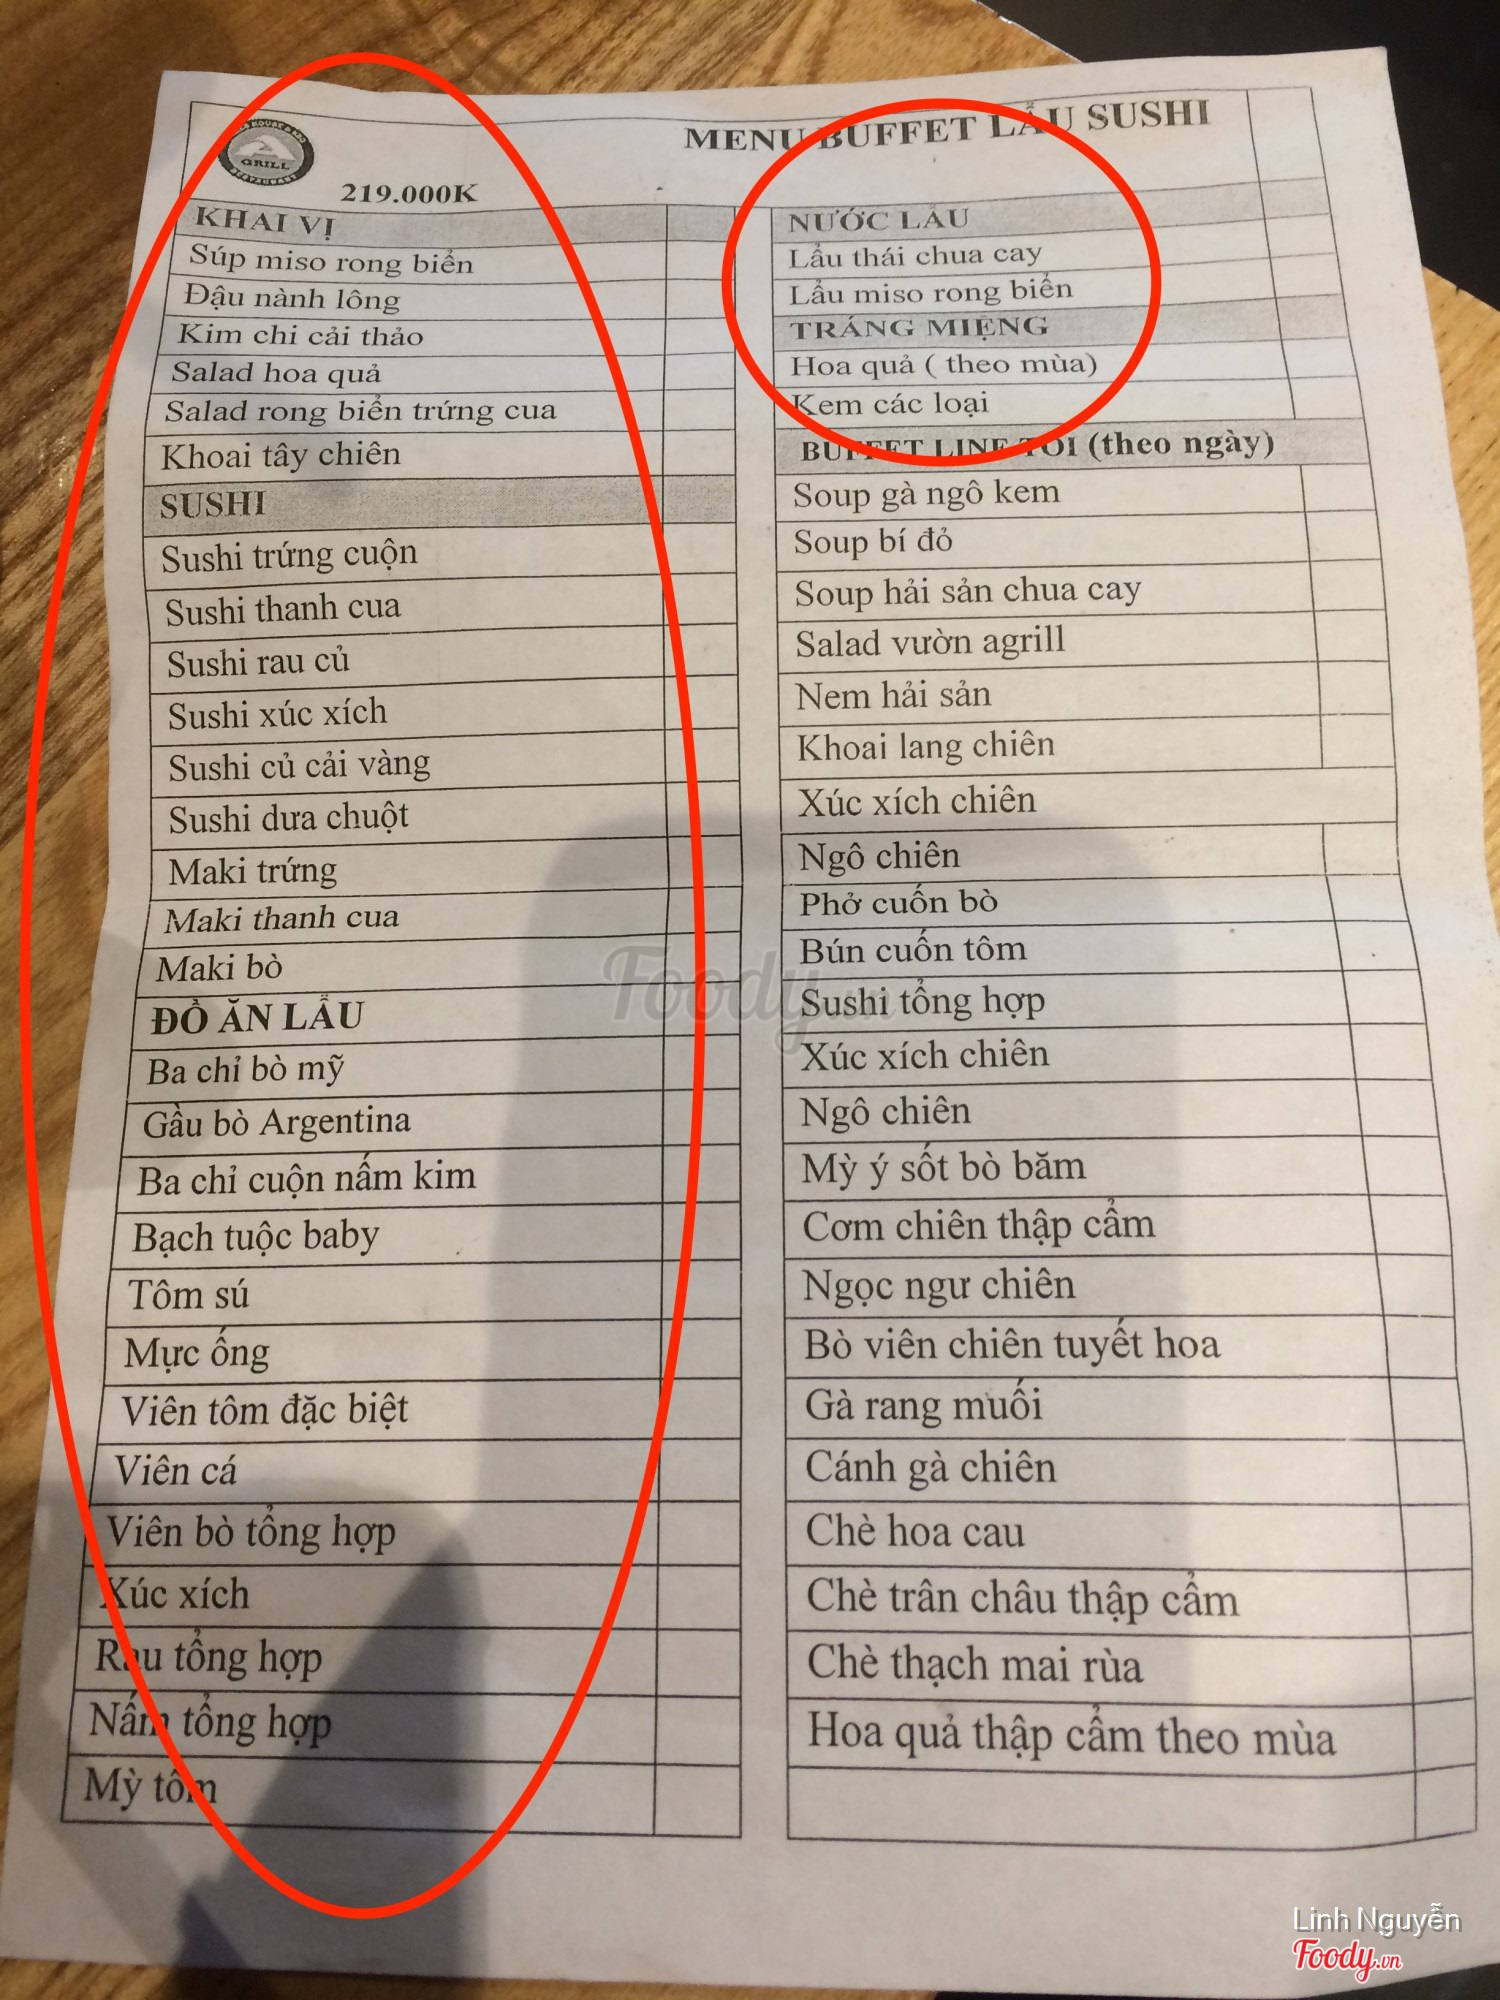 MENU BUFFET LẨU SUSHI
GRILL
RESTAURANT
219.000K
KHAI VỊ
Súp miso rong biển
Đậu nành lông
Kim chi cải thảo
Salad hoa quả
Salad rong biển trứng cua
Khoai tây chiên
SUSHI
Sushi trứng cuộn
Sushi thanh cua
Sushi rau củ
Sushi xúc xích
Sushi củ cải vàng
Sushi dưa chuột
Maki trứng
Maki thanh cua
Maki bò
ĐỒ ĂN LẨU
Ba chỉ bò mỹ
Gầu bò Argentina
Ba chỉ cuộn nấm kim
Bạch tuộc baby
Tôm sú
Mực ống
Viên tôm đặc biệt
Viên cá
Viên bò tổng hợp
Xúc xích
Rau tổng hợp
Nấm tổng hợp
Mỳ tôm
NƯỚC LẨU
Lẩu thái chua cay
Lẩu miso rong biển
TRÁNG MIỆNG
Hoa quả ( theo mùa)
Kem các loại
BUFFET LINE TỐI (theo ngày)
Soup gà ngô kem
Soup bí đỏ
Soup hải sản chua cay
Salad vườn agrill
Nem hải sản
Khoai lang chiên
Xúc xích chiên
Ngô chiên
Phở cuốn bò
Bún cuốn tôm
Sushi tổng hợp
Xúc xích chiên
Ngô chiên
Mỳ ý sốt bò băm
Cơm chiên thập cẩm
Ngọc ngư chiên
Bò viên chiên tuyết hoa
Gà rang muối
Cánh gà chiên
Chè hoa cau
Chè trân châu thập cẩm
Chè thạch mai rùa
Hoa quả thập cẩm theo mùa
Foody.vn
Linh Nguyễn
Foody.vn